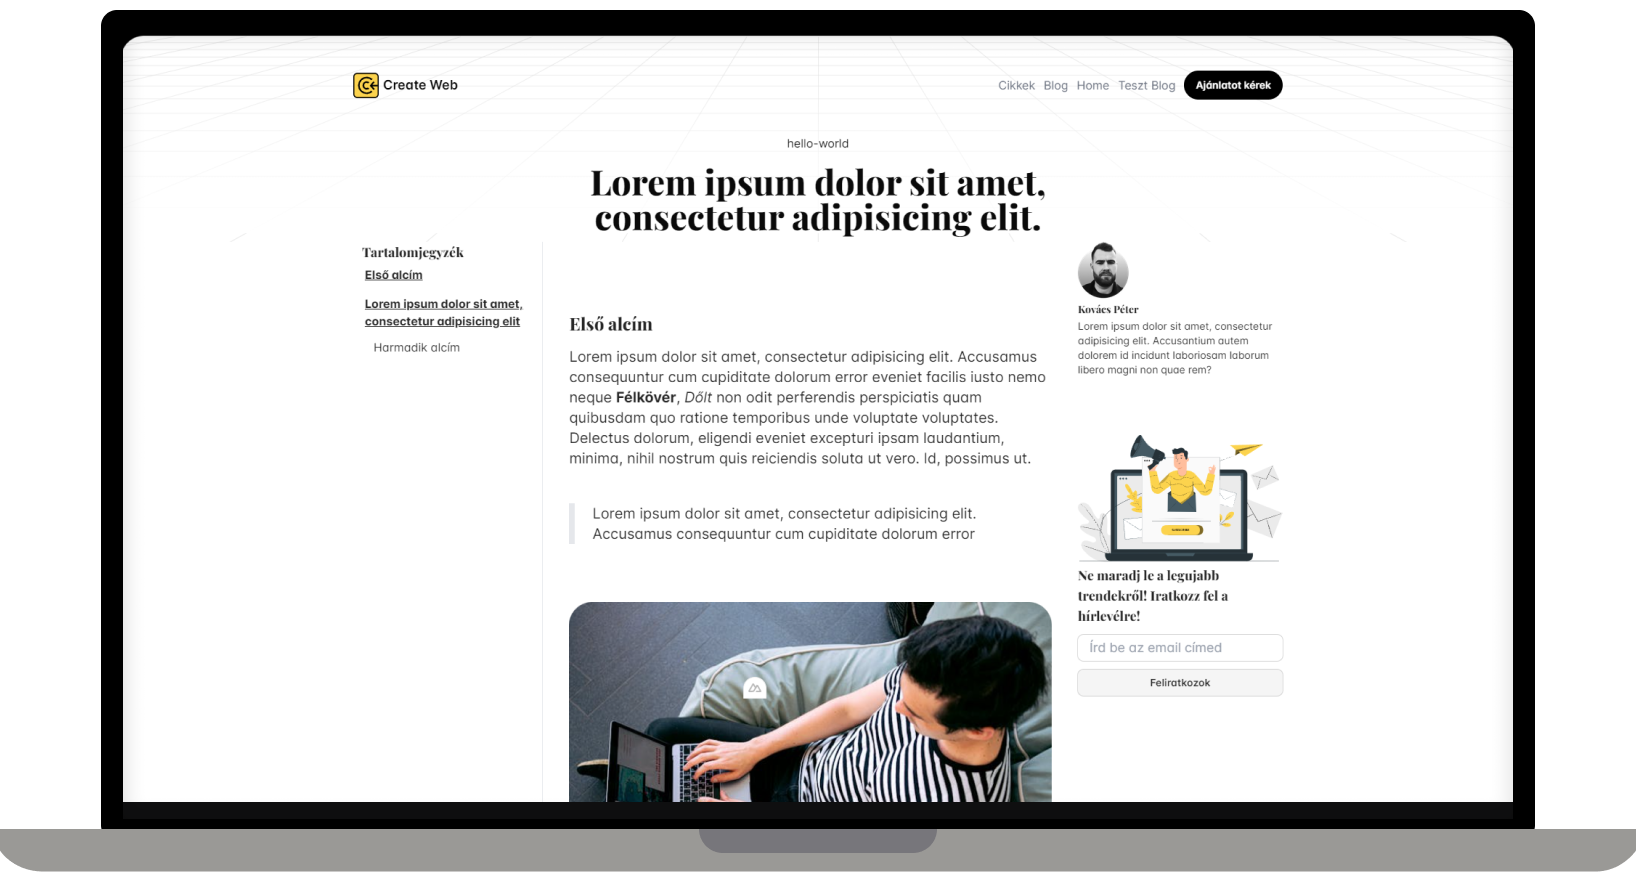 Create Web
Cikkek Blog Home Teszt Blog Ajánlatot kérek
hello-world
Lorem ipsum dolor sit amet,
consectetur adipisicing elit.
Tartalomjegyzék
Első alcím
Lorem ipsum dolor sit amet,
consectetur adipisicing elit
Harmadik alcím
Első alcím
Lorem ipsum dolor sit amet, consectetur adipisicing elit. Accusamus
consequuntur cum cupiditate dolorum error eveniet facilis iusto nemo
neque Félkövér, Dőlt non odit perferendis perspiciatis quam
quibusdam quo ratione temporibus unde voluptate voluptates.
Delectus dolorum, eligendi eveniet excepturi ipsam laudantium,
minima, nihil nostrum quis reiciendis soluta ut vero. Id, possimus ut.
Lorem ipsum dolor sit amet, consectetur adipisicing elit.
Accusamus consequuntur cum cupiditate dolorum error
Kovács Péter
Lorem ipsum dolor sit amet, consectetur
adipisicing elit. Accusantium autem
dolorem id incidunt laboriosam laborum
libero magni non quae rem?
Ne maradj le a legujabb
trendekről! Iratkozz fel a
hírlevélre!
Írd be az email címed
Feliratkozok